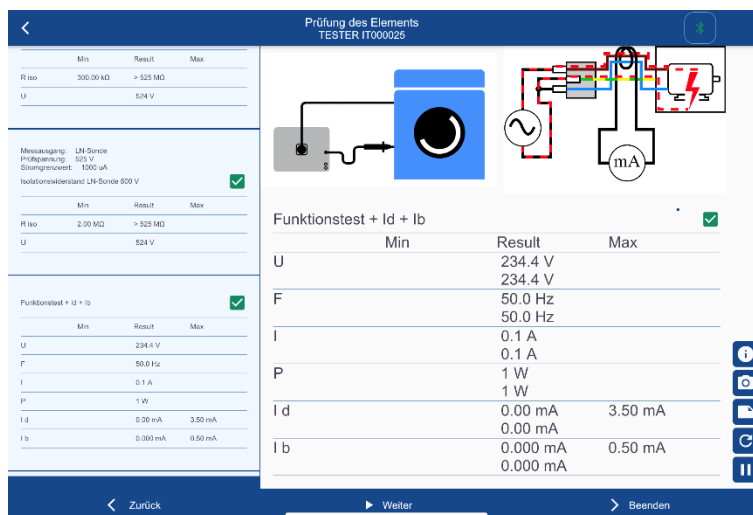 Prüfung des Elements
TESTER IT000025
Min Result Max
R iso 300.00 kΩ > 525 MΩ
U 524 V
Messausgang: LN-Sonde
Prüfspannung: 525 V
Stromgrenzwert: 1000 uA
Isolationswiderstand LN-Sonde 500 V
Min Result Max
R iso 2.00 MΩ > 525 MΩ
U 524 V
Funktionstest + Id + Ib
Min Result Max
U 234.4 V
F 50.0 Hz
I 0.1 A
P 1 W
I d 0.00 mA 3.50 mA
I b 0.000 mA 0.50 mA
mA
Funktionstest + Id + Ib
Min Result Max
U 234.4 V
234.4 V
F 50.0 Hz
50.0 Hz
I 0.1 A
0.1 A
P 1 W
1 W
I d 0.00 mA 3.50 mA
0.00 mA
I b 0.000 mA 0.50 mA
0.000 mA
Zurück Weiter Beenden